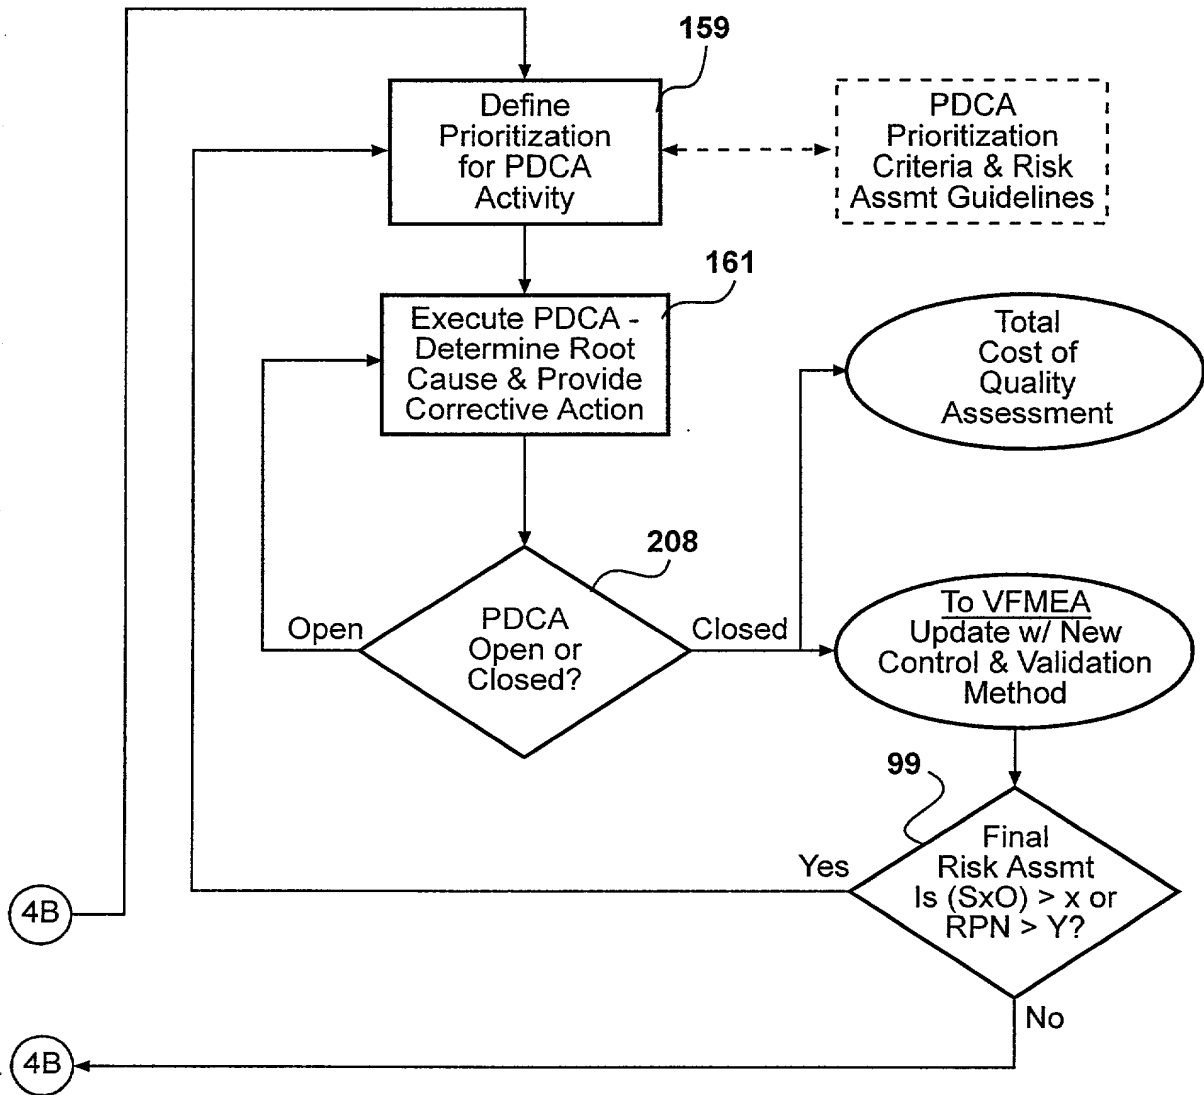 159
Define
Prioritization
for PDCA
Activity
PDCA
Prioritization
Criteria & Risk
Assmt Guidelines
161
Execute PDCA -
Determine Root
Cause & Provide
Corrective Action
Total
Cost of
Quality
Assessment
208
PDCA
Open or
Closed?
Open
Closed
To VFMEA
Update w/ New
Control & Validation
Method
99
Final
Risk Assmt
Is (SxO) > x or
RPN > Y?
Yes
No
4B
4B